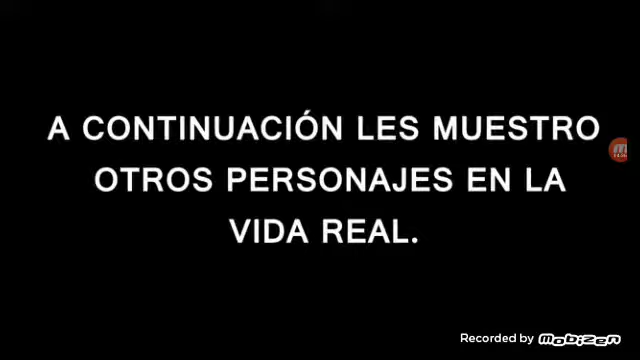 A CONTINUACIÓN LES MUESTRO
OTROS PERSONAJES EN LA
VIDA REAL.
Recorded by Mobizen